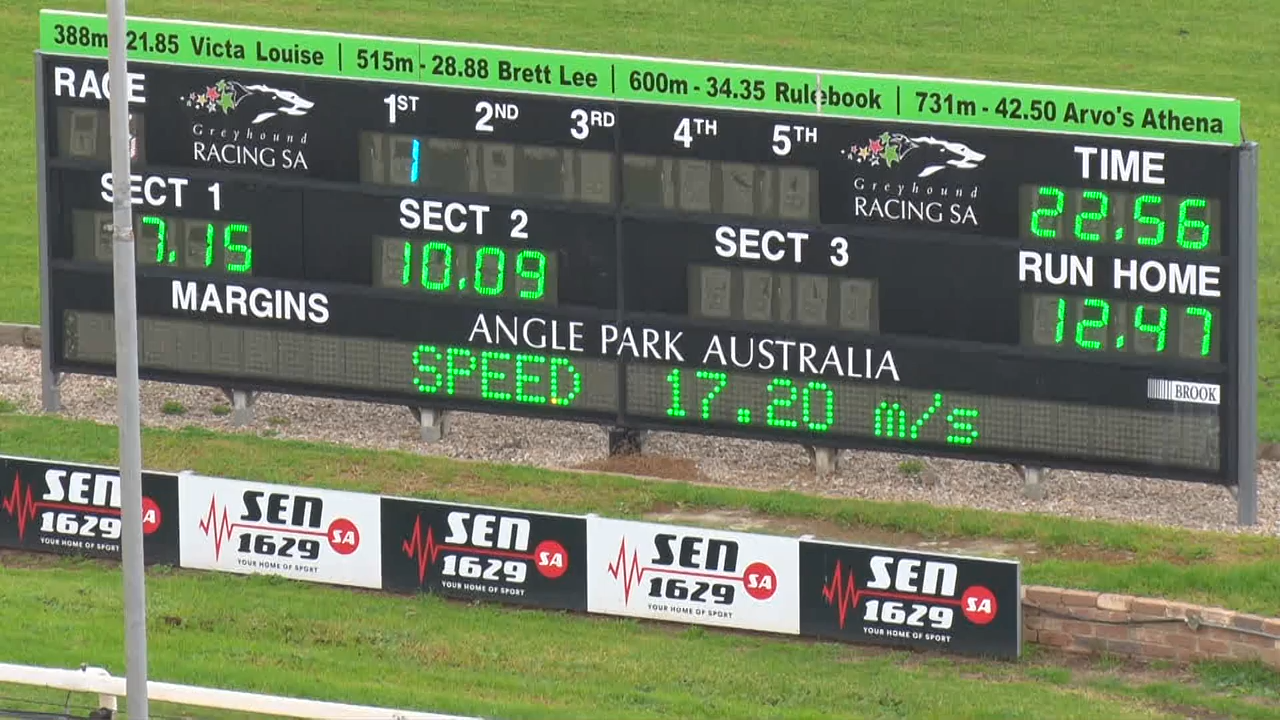 388m 21.85 Victa Louise | 515m - 28.88 Brett Lee | 600m - 34.35 Rulebook | 731m - 42.50 Arvo's Athena
RACE
Greyhound
RACING SA
1ST 2ND 3RD 4TH 5TH
1
Greyhound
RACING SA
TIME
22.56
SECT 1
7.15
SECT 2
10.09
SECT 3
RUN HOME
12.47
MARGINS
ANGLE PARK AUSTRALIA
SPEED 17.20 m/s
BROOK
SEN
1629 SA
YOUR HOME OF SPORT
SEN
1629 SA
YOUR HOME OF SPORT
SEN
1629 SA
YOUR HOME OF SPORT
SEN
1629 SA
YOUR HOME OF SPORT
SEN
1629 SA
YOUR HOME OF SPORT